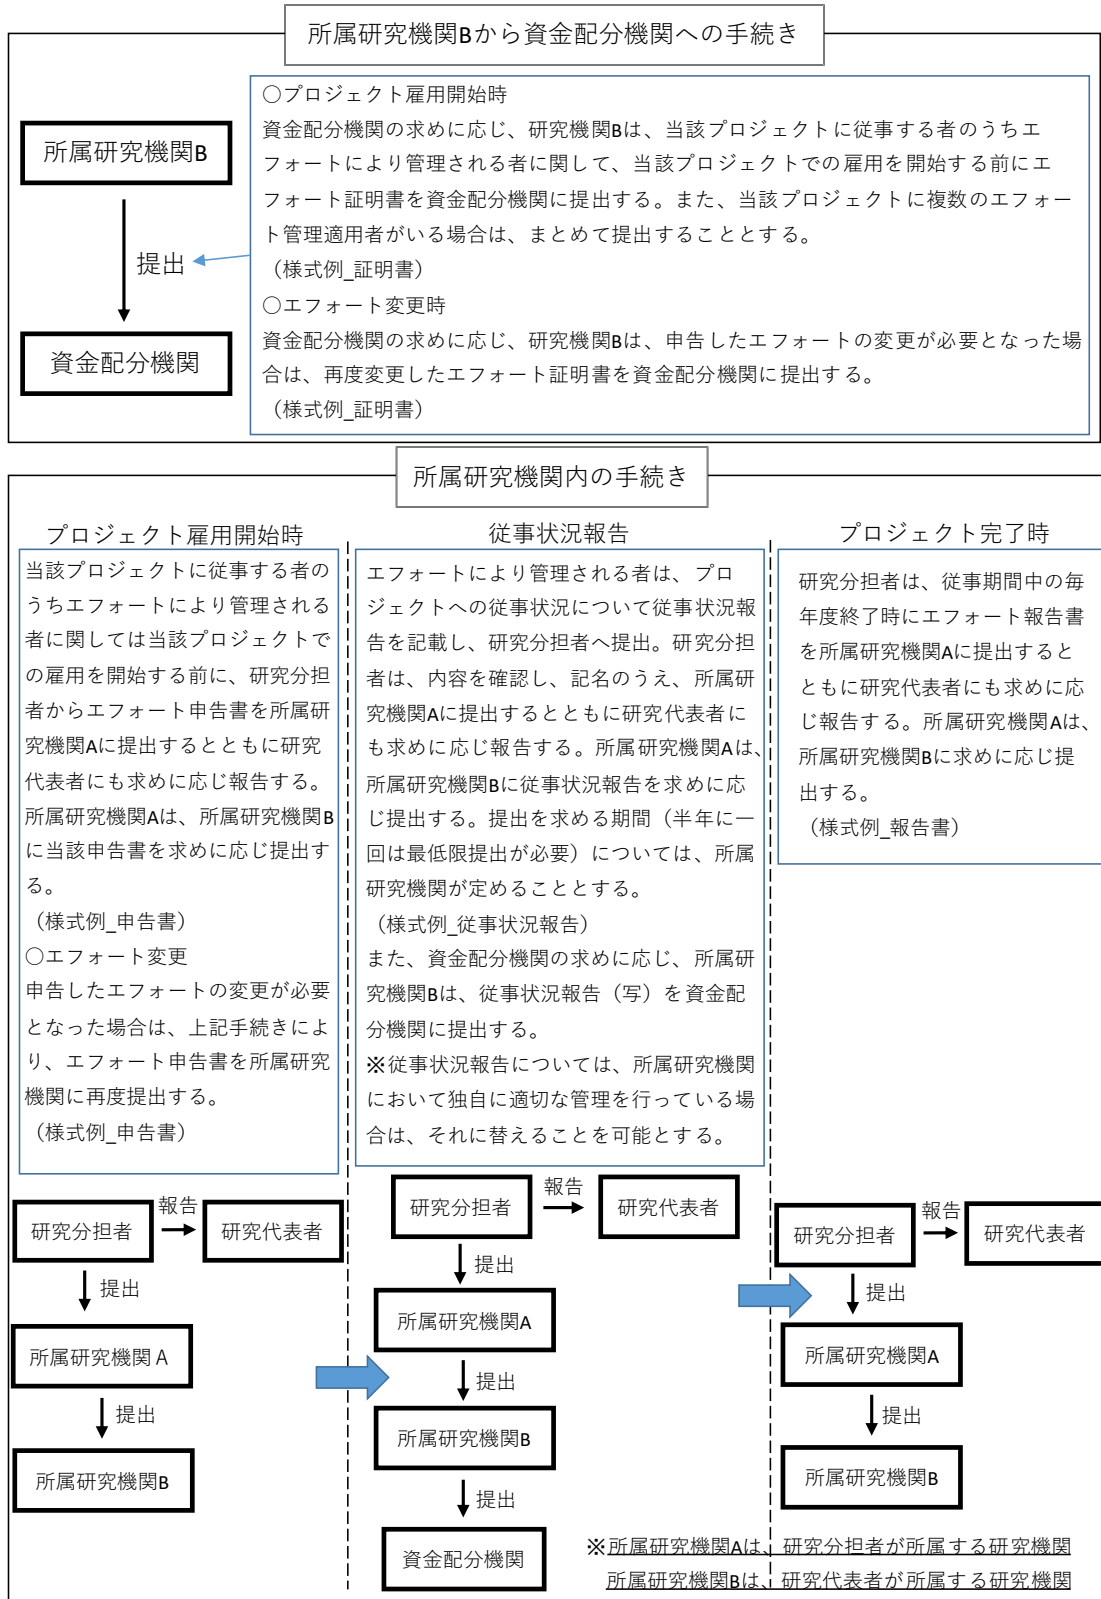 所属研究機関Bから資金配分機関への手続き
所属研究機関B
提出
資金配分機関
○プロジェクト雇用開始時
資金配分機関の求めに応じ、研究機関Bは、当該プロジェクトに従事する者のうちエ
フォートにより管理される者に関して、当該プロジェクトでの雇用を開始する前にエ
フォート証明書を資金配分機関に提出する。また、当該プロジェクトに複数のエフォー
ト管理適用者がいる場合は、まとめて提出することとする。
（様式例_証明書）
○エフォート変更時
資金配分機関の求めに応じ、研究機関Bは、申告したエフォートの変更が必要となった場
合は、再度変更したエフォート証明書を資金配分機関に提出する。
（様式例_証明書）
所属研究機関内の手続き
プロジェクト雇用開始時
当該プロジェクトに従事する者の
うちエフォートにより管理される
者に関しては当該プロジェクトで
の雇用を開始する前に、研究分担
者からエフォート申告書を所属研
究機関Aに提出するとともに研究
代表者にも求めに応じ報告する。
所属研究機関Aは、所属研究機関B
に当該申告書を求めに応じ提出す
る。
（様式例_申告書）
○エフォート変更
申告したエフォートの変更が必要
となった場合は、上記手続きによ
り、エフォート申告書を所属研究
機関に再度提出する。
（様式例_申告書）
研究分担者
報告
研究代表者
提出
所属研究機関Ａ
提出
所属研究機関B
従事状況報告
エフォートにより管理される者は、プロ
ジェクトへの従事状況について従事状況報
告を記載し、研究分担者へ提出。研究分担
者は、内容を確認し、記名のうえ、所属研
究機関Aに提出するとともに研究代表者に
も求めに応じ報告する。所属研究機関Aは、
所属研究機関Bに従事状況報告を求めに応
じ提出する。提出を求める期間（半年に一
回は最低限提出が必要）については、所属
研究機関が定めることとする。
（様式例_従事状況報告）
また、資金配分機関の求めに応じ、所属研
究機関Bは、従事状況報告（写）を資金配
分機関に提出する。
※従事状況報告については、所属研究機関
において独自に適切な管理を行っている場
合は、それに替えることを可能とする。
研究分担者
報告
研究代表者
提出
所属研究機関A
提出
所属研究機関B
提出
資金配分機関
プロジェクト完了時
研究分担者は、従事期間中の毎
年度終了時にエフォート報告書
を所属研究機関Aに提出すると
ともに研究代表者にも求めに応
じ報告する。所属研究機関Aは、
所属研究機関Bに求めに応じ提
出する。
（様式例_報告書）
研究分担者
報告
研究代表者
提出
所属研究機関A
提出
所属研究機関B
※所属研究機関Aは、研究分担者が所属する研究機関
所属研究機関Bは、研究代表者が所属する研究機関